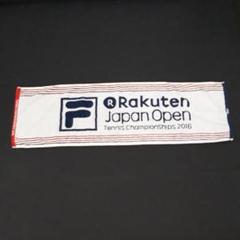 F
® Rakuten
Japan Open
Tennis Championships 2016